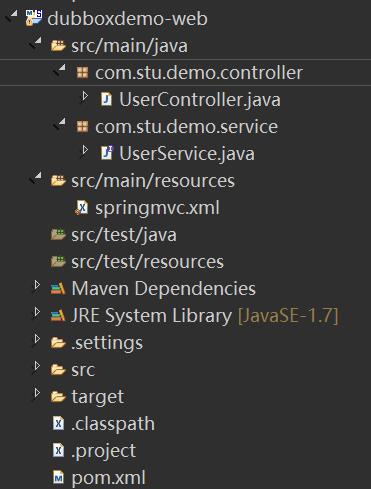 dubboxdemo-web
src/main/java
com.stu.demo.controller
UserController.java
com.stu.demo.service
UserService.java
src/main/resources
springmvc.xml
src/test/java
src/test/resources
Maven Dependencies
JRE System Library [JavaSE-1.7]
.settings
src
target
.classpath
.project
pom.xml